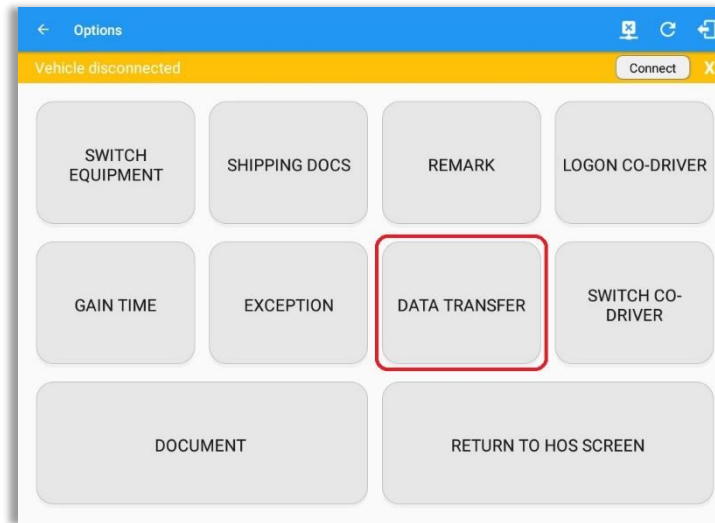 Options
Vehicle disconnected
Connect X
SWITCH
EQUIPMENT
SHIPPING DOCS
REMARK
LOGON CO-DRIVER
GAIN TIME
EXCEPTION
DATA TRANSFER
SWITCH CO-
DRIVER
DOCUMENT
RETURN TO HOS SCREEN